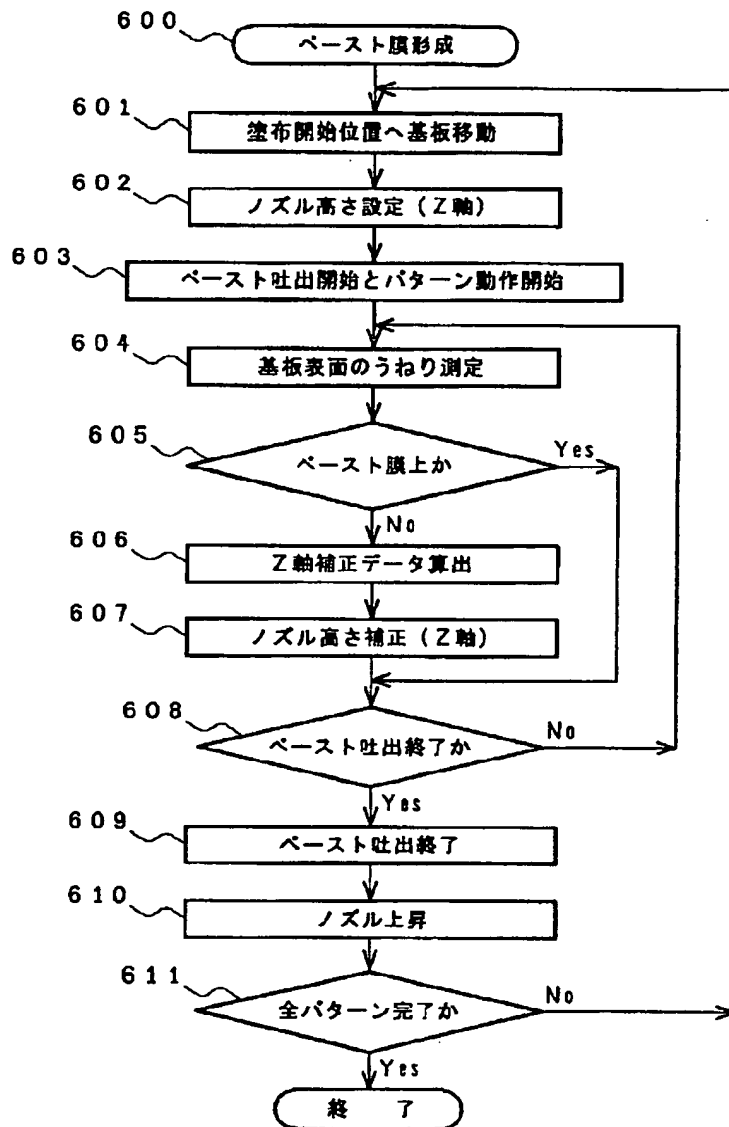 600
ペースト膜形成
601
塗布開始位置へ基板移動
602
ノズル高さ設定（Z軸）
603
ペースト吐出開始とパターン動作開始
604
基板表面のうねり測定
605
ペースト膜上か
Yes
No
606
Z軸補正データ算出
607
ノズル高さ補正（Z軸）
608
ペースト吐出終了か
No
Yes
609
ペースト吐出終了
610
ノズル上昇
611
全パターン完了か
No
Yes
終 了